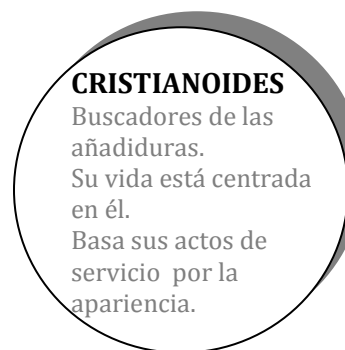 CRISTIANOIDES
Buscadores de las
añadiduras.
Su vida está centrada
en él.
Basa sus actos de
servicio  por la
apariencia.